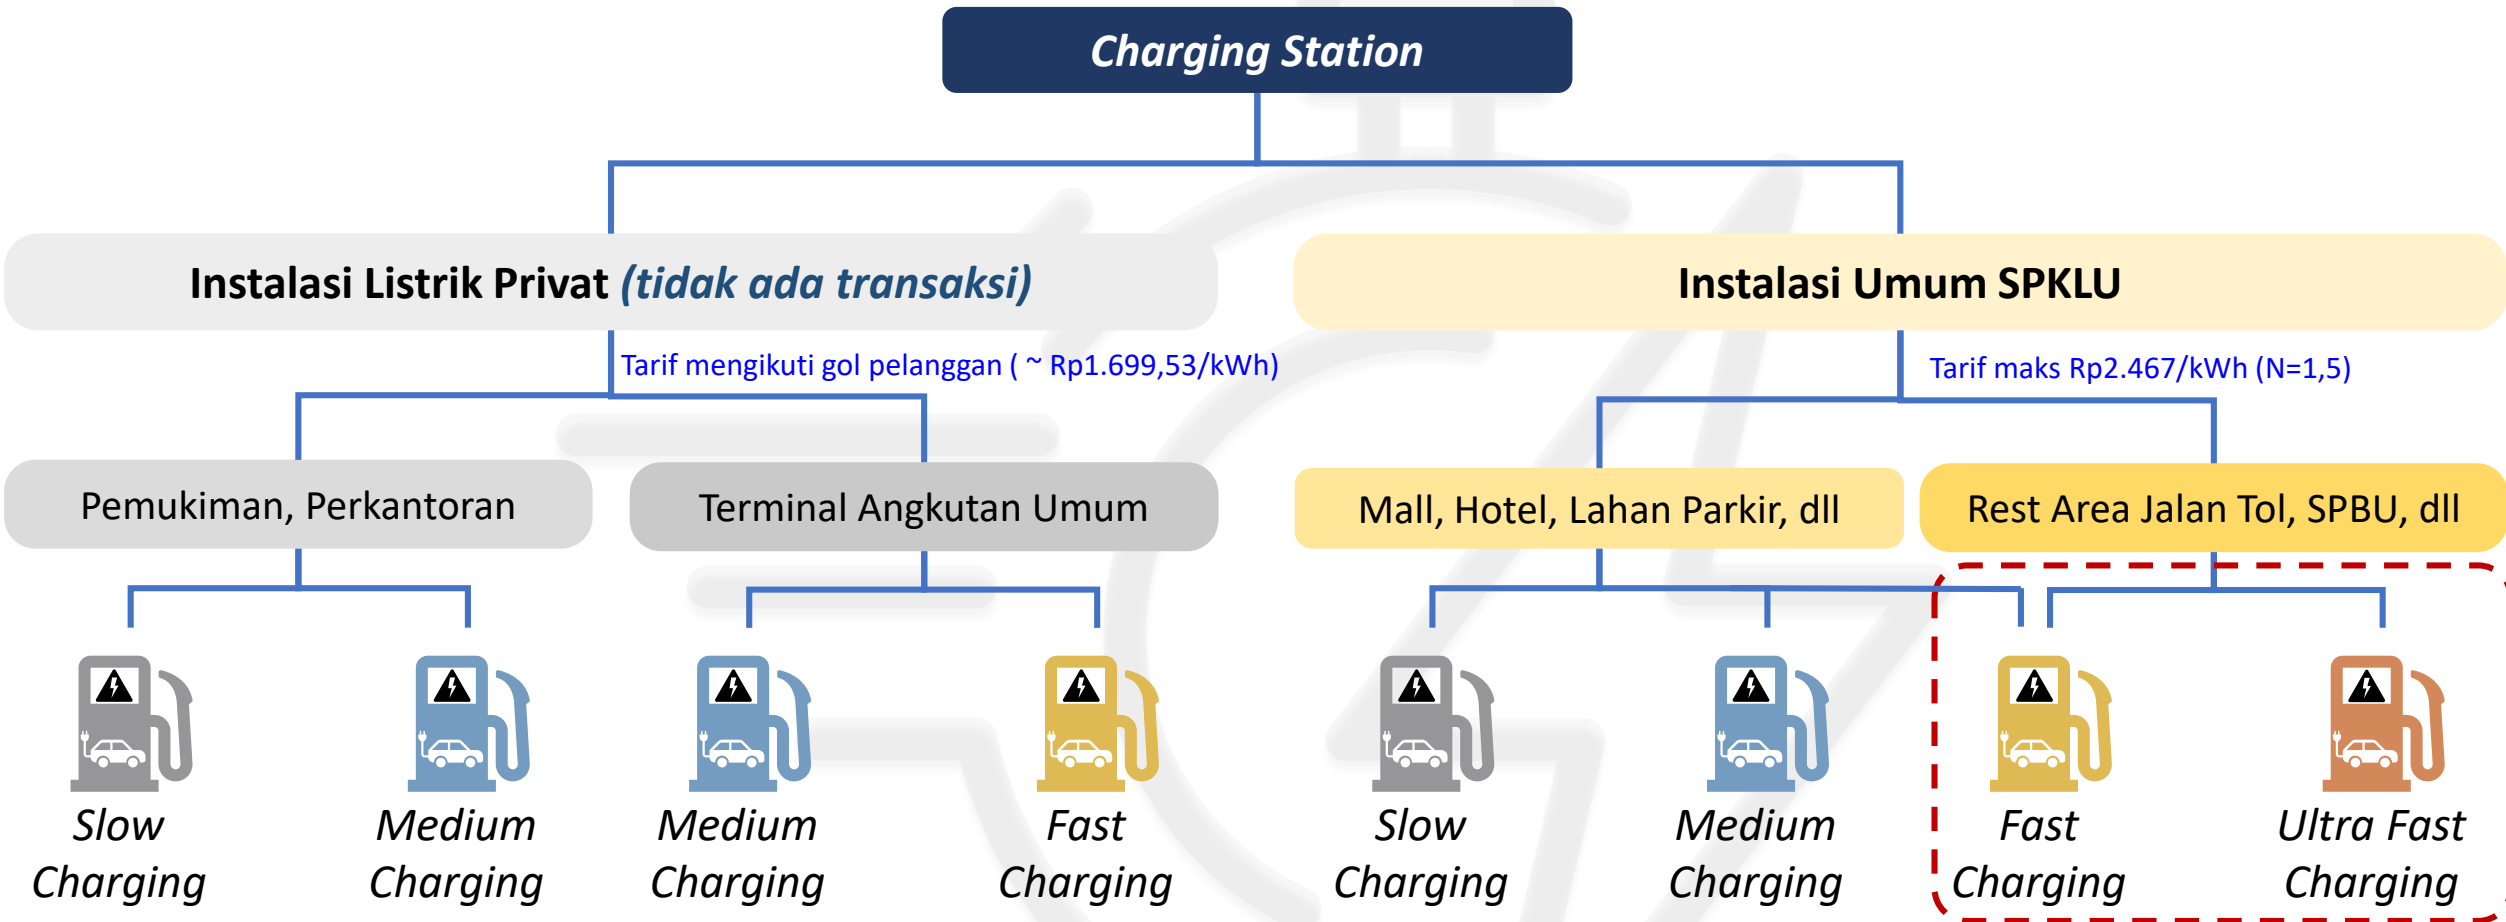 Charging Station
Instalasi Listrik Privat (tidak ada transaksi)
Instalasi Umum SPKLU
Tarif mengikuti gol pelanggan ( ~ Rp1.699,53/kWh)
Tarif maks Rp2.467/kWh (N=1,5)
Pemukiman, Perkantoran
Terminal Angkutan Umum
Mall, Hotel, Lahan Parkir, dll
Rest Area Jalan Tol, SPBU, dll
Slow
Charging
Medium
Charging
Medium
Charging
Fast
Charging
Slow
Charging
Medium
Charging
Fast
Charging
Ultra Fast
Charging